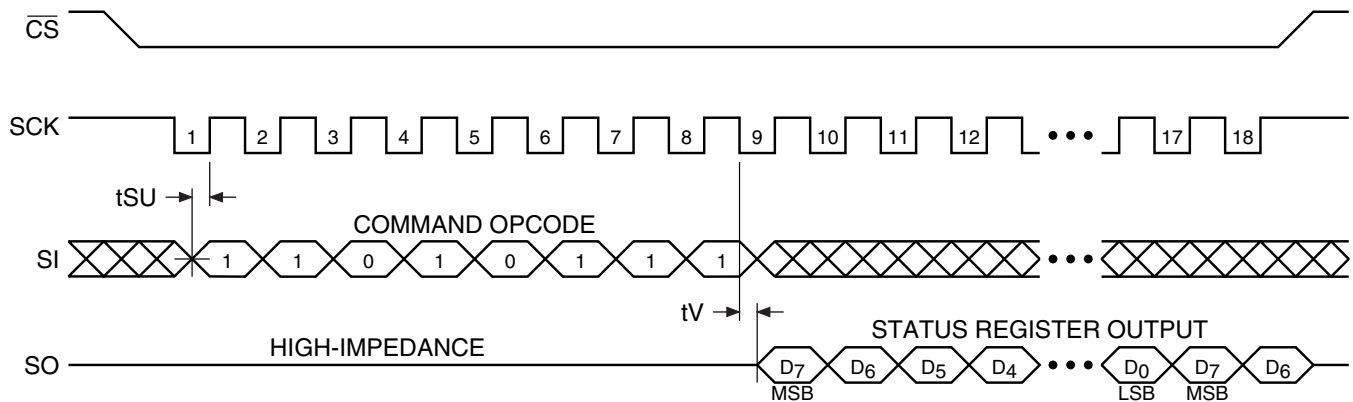 CS
SCK 1 2 3 4 5 6 7 8 9 10 11 12 ••• 17 18
tSU
COMMAND OPCODE
SI 1 1 0 1 0 1 1 1 •••
tV
STATUS REGISTER OUTPUT
HIGH-IMPEDANCE
SO D7 D6 D5 D4 ••• D0 D7 D6
MSB LSB MSB